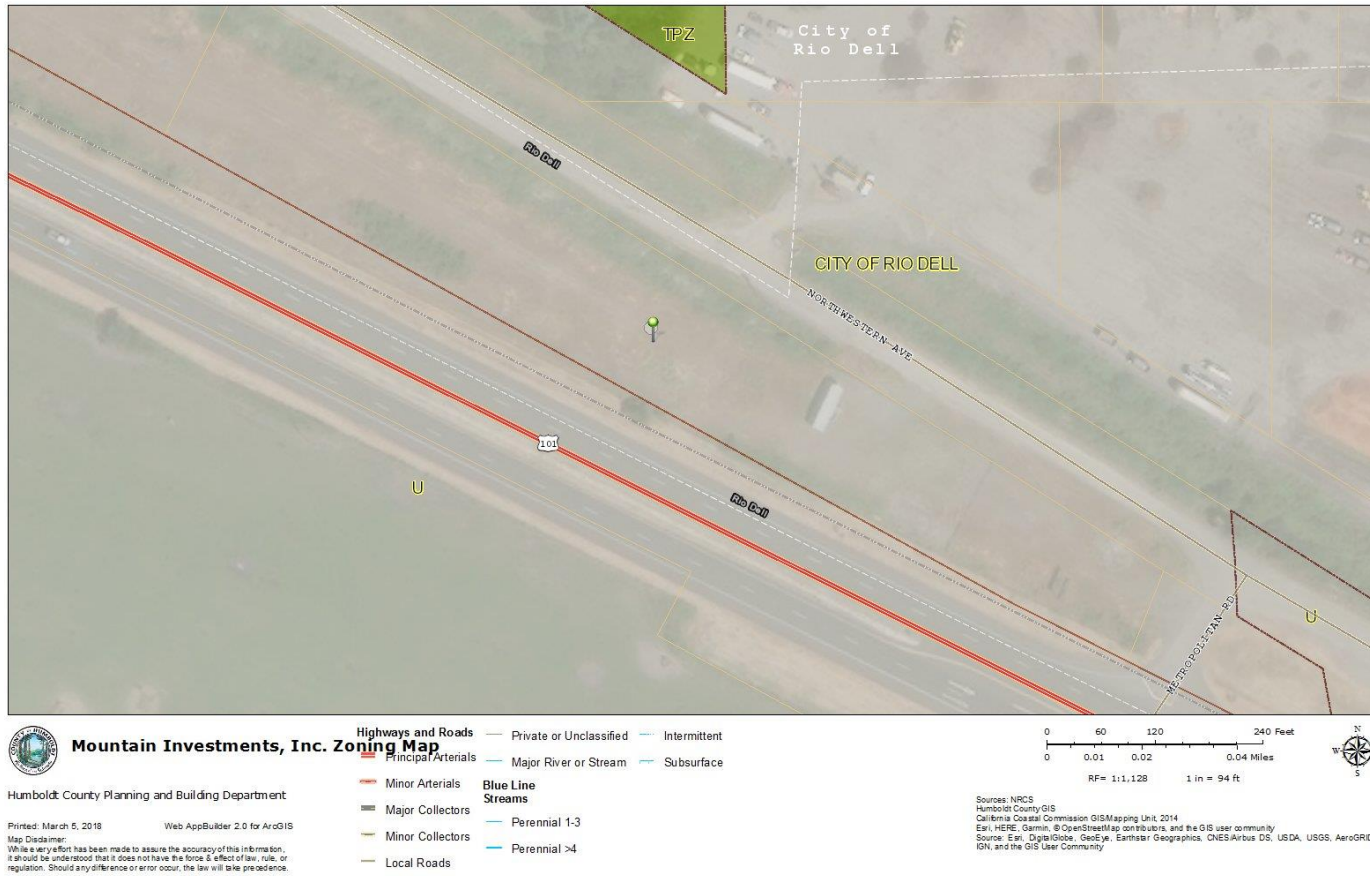 TPZ
City of
Rio Dell
Rio Dell
CITY OF RIO DELL
NORTHWESTERN AVE
101
U
Rio Dell
METROPOLITAN RD
U
Mountain Investments, Inc. Zoning Map
Humboldt County Planning and Building Department
Printed: March 5, 2018 Web AppBuilder 2.0 for ArcGIS
Map Disclaimer:
While every effort has been made to assure the accuracy of this information,
it should be understood that it does not have the force & effect of law, rule, or
regulation. Should any difference or error occur, the law will take precedence.
Highways and Roads
Principal Arterials
Minor Arterials
Major Collectors
Minor Collectors
Local Roads
Private or Unclassified
Major River or Stream
Blue Line
Streams
Perennial 1-3
Perennial >4
Intermittent
Subsurface
0 60 120 240 Feet
0 0.01 0.02 0.04 Miles
RF= 1:1,128 1 in = 94 ft
N
W
S
Sources: NRCS
Humboldt County GIS
California Coastal Commission GIS/Mapping Unit, 2014
Esri, HERE, Garmin, © OpenStreetMap contributors, and the GIS user community
Source: Esri, DigitalGlobe, GeoEye, Earthstar Geographics, CNES/Airbus DS, USDA, USGS, AeroGRID
IGN, and the GIS User Community